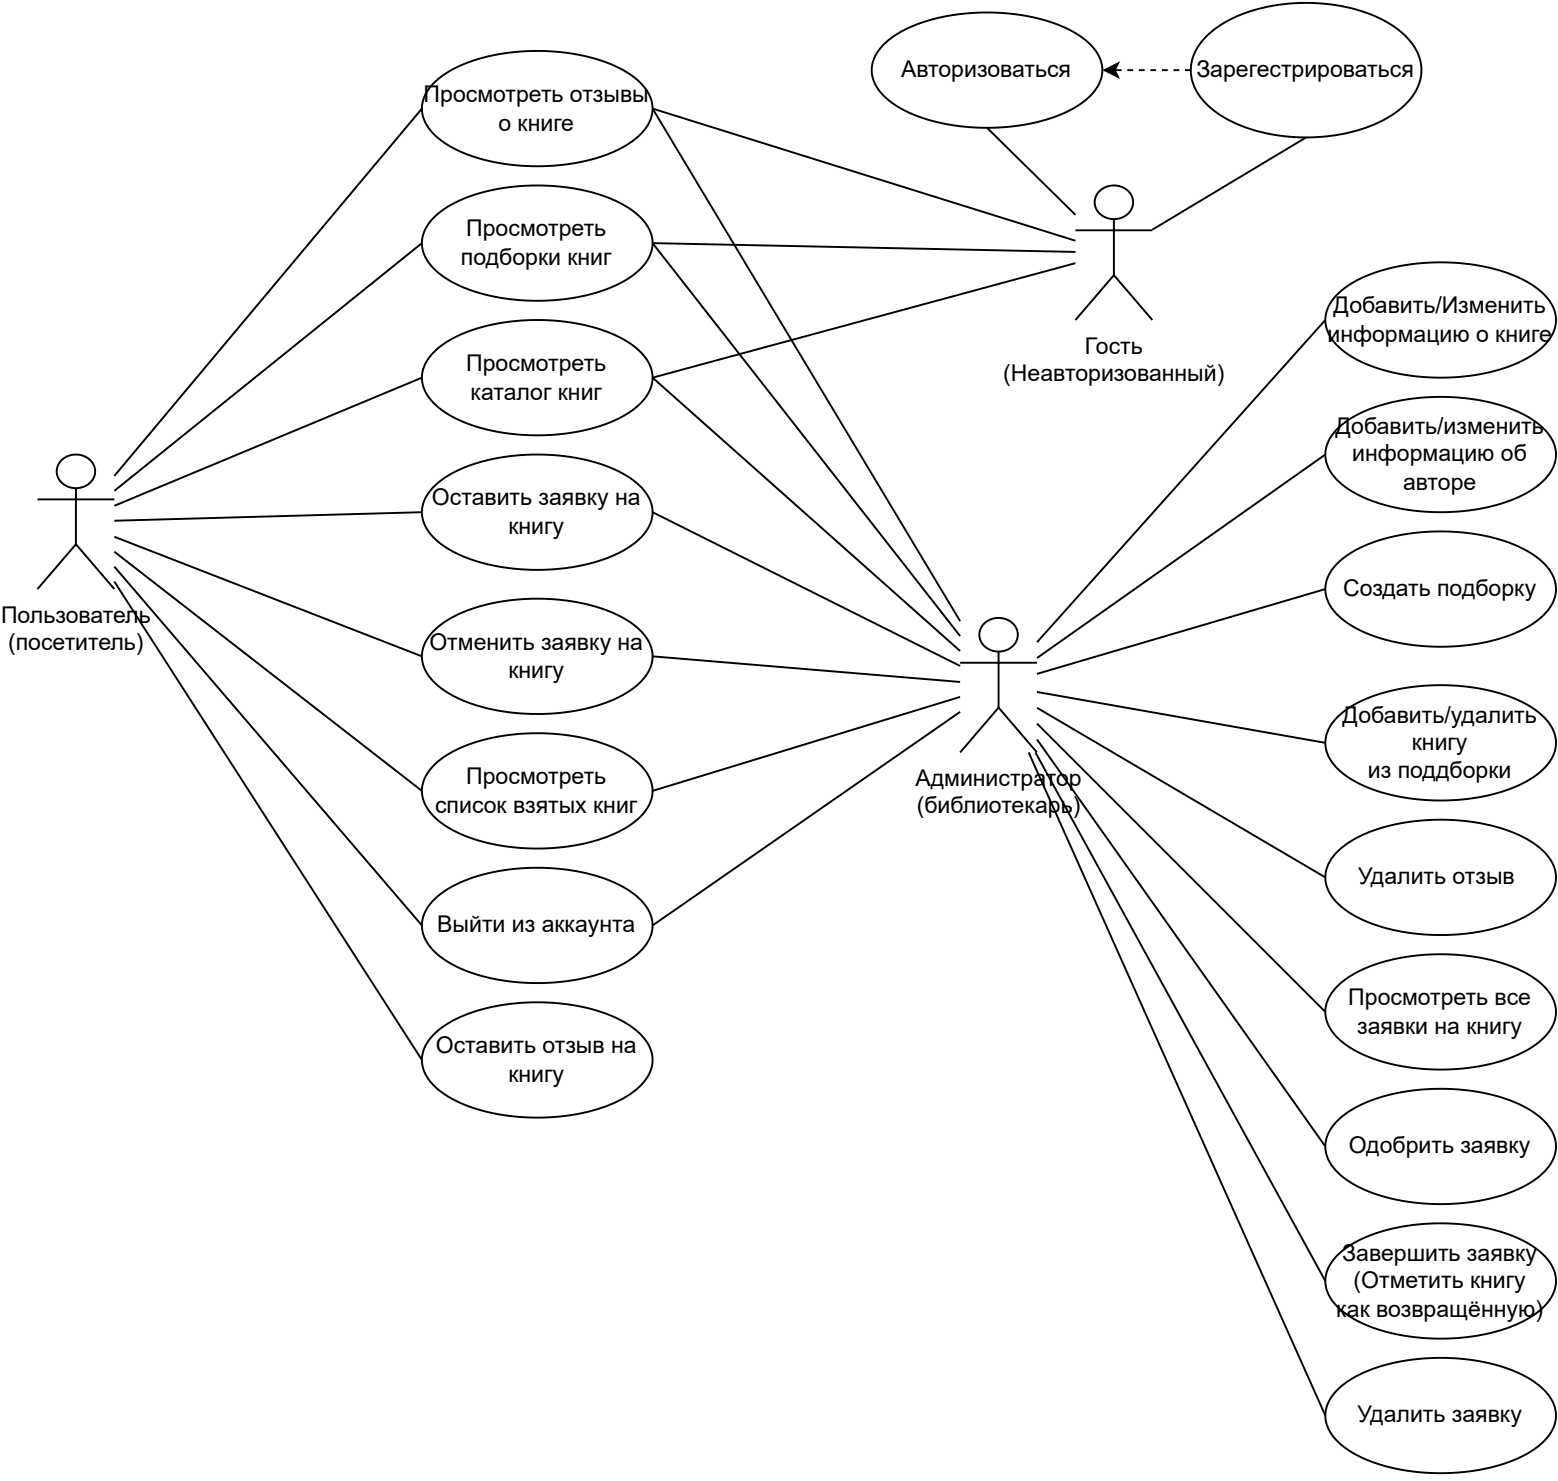 Авторизоваться
Зарегестрироваться
Просмотреть отзывы
о книге
Просмотреть
подборки книг
Просмотреть
каталог книг
Оставить заявку на
книгу
Отменить заявку на
книгу
Просмотреть
список взятых книг
Выйти из аккаунта
Оставить отзыв на
книгу
Пользователь
(посетитель)
Гость
(Неавторизованный)
Администратор
(библиотекарь)
Добавить/Изменить
информацию о книге
Добавить/изменить
информацию об
авторе
Создать подборку
Добавить/удалить
книгу
из поддборки
Удалить отзыв
Просмотреть все
заявки на книгу
Одобрить заявку
Завершить заявку
(Отметить книгу
как возвращённую)
Удалить заявку